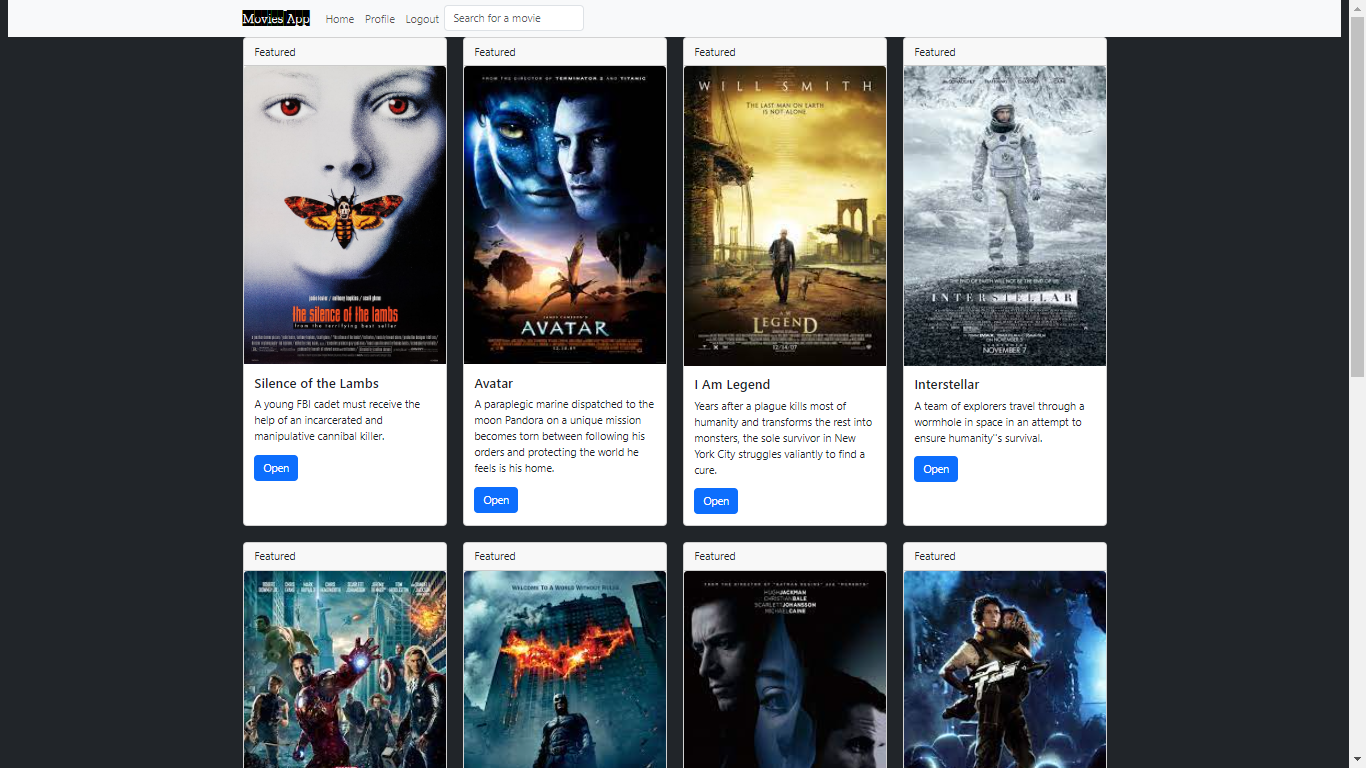 Movies App Home Profile Logout Search for a movie
Featured
Featured
Featured
Featured
the silence of the lambs
from the terrifying best seller
Silence of the Lambs
A young FBI cadet must receive the
help of an incarcerated and
manipulative cannibal killer.
Open
FROM THE DIRECTOR OF TERMINATOR 2 AND TITANIC
AVATAR
Avatar
A paraplegic marine dispatched to the
moon Pandora on a unique mission
becomes torn between following his
orders and protecting the world he
feels is his home.
Open
WILL SMITH
THE LAST MAN ON EARTH
IS NOT ALONE
I AM
LEGEND
12/14/07
I Am Legend
Years after a plague kills most of
humanity and transforms the rest into
monsters, the sole survivor in New
York City struggles valiantly to find a
cure.
Open
INTERSTELLAR
NOVEMBER 7
Interstellar
A team of explorers travel through a
wormhole in space in an attempt to
ensure humanity''s survival.
Open
Featured
Featured
Featured
Featured
WELCOME TO A WORLD WITHOUT RULES
HUGH JACKMAN
CHRISTIAN BALE
SCARLETT JOHANSSON
MICHAEL CAINE